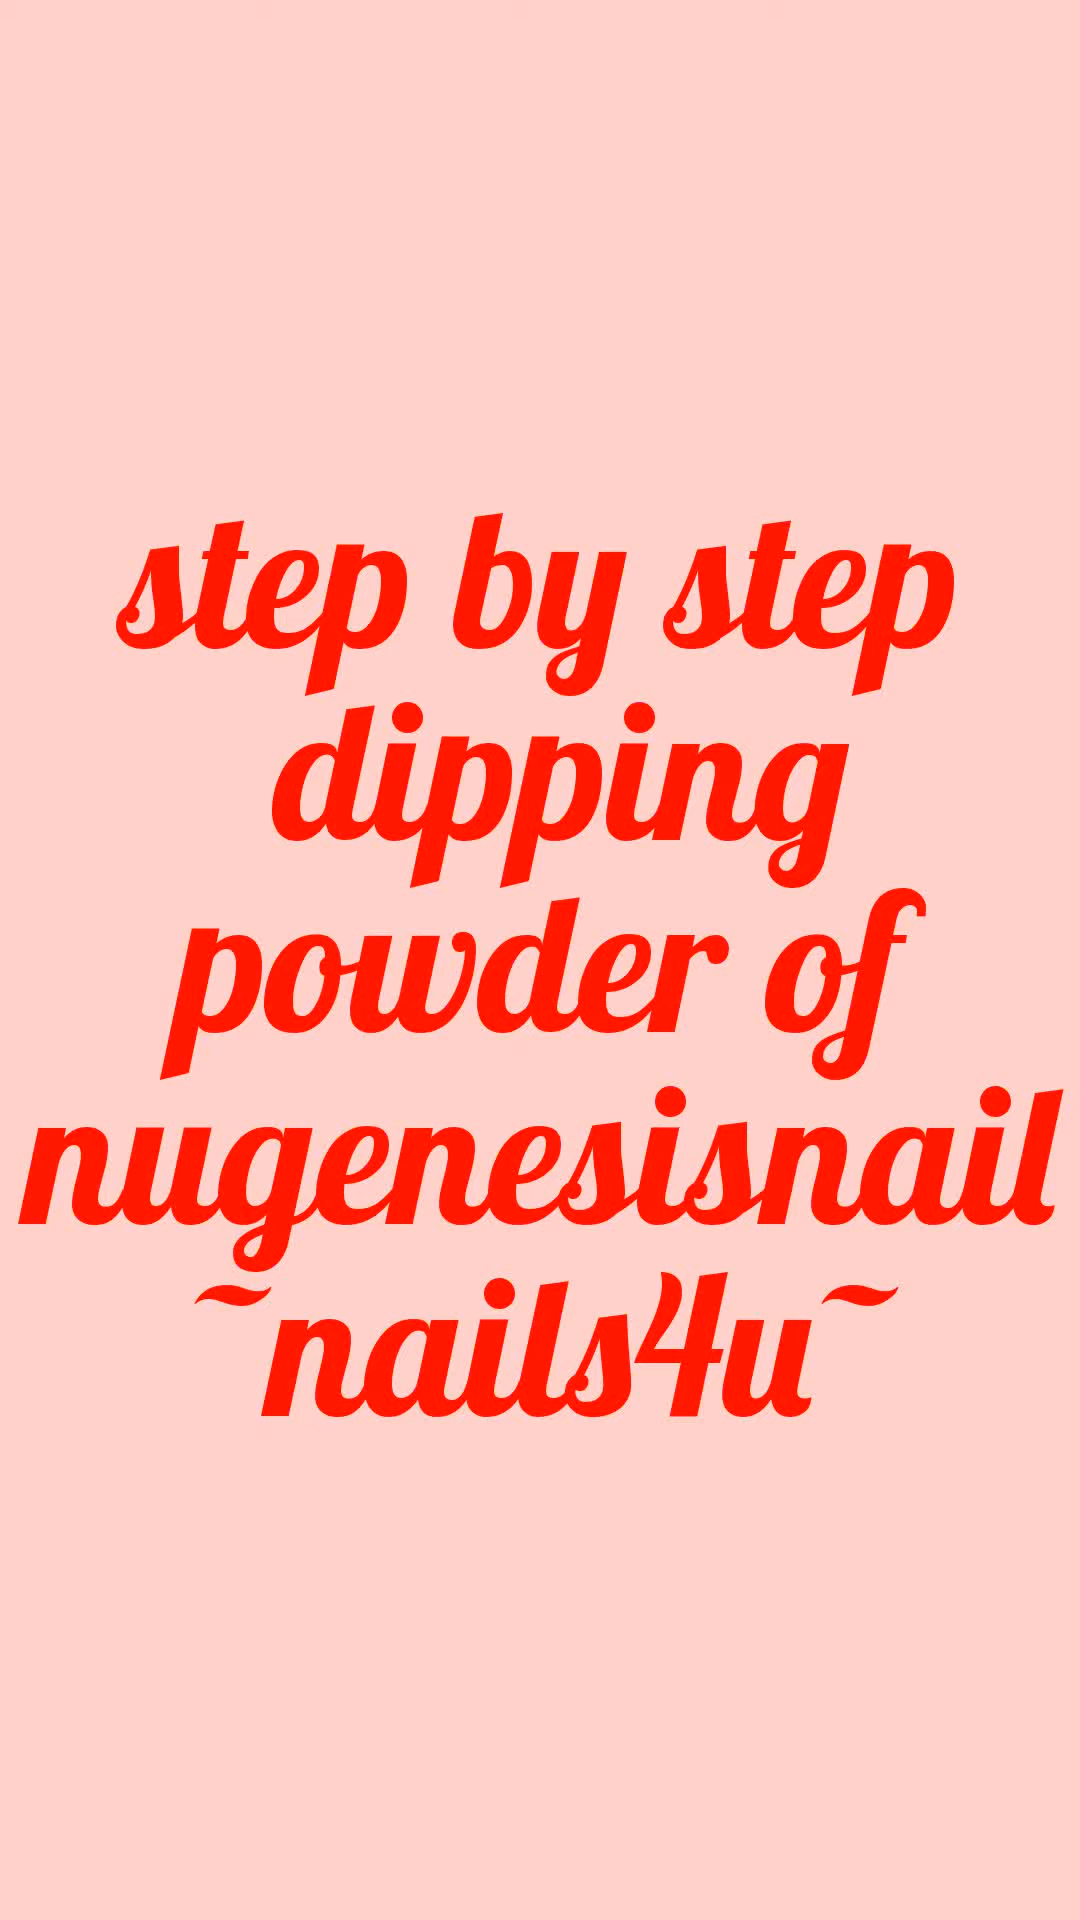 step by step
dipping
powder of
nugenesisnail
~nails4u~